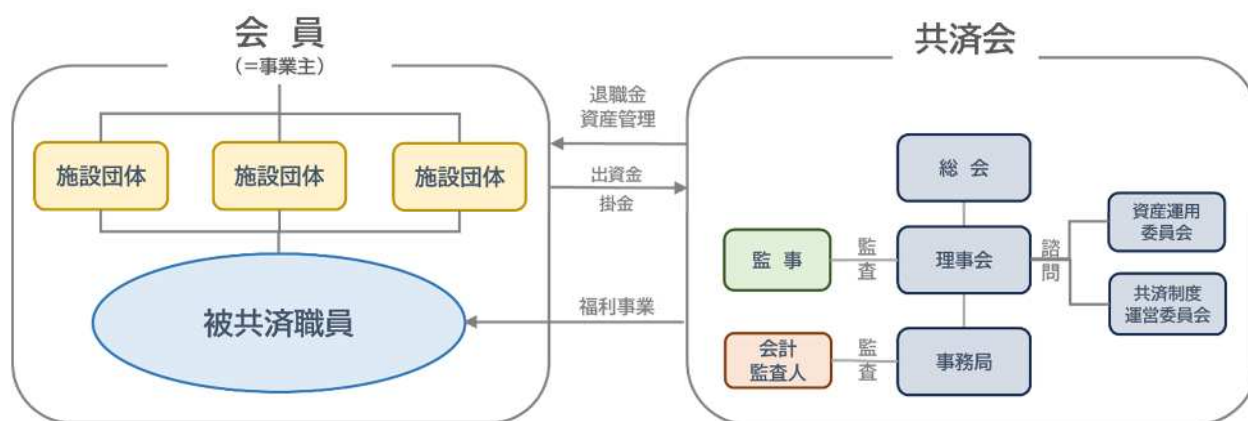 会 員
(=事業主)
施設団体
施設団体
施設団体
被共済職員
退職金
資産管理
出資金
掛金
福利事業
共済会
総 会
監 事
監査
理事会
諮問
資産運用
委員会
共済制度
運営委員会
会計
監査人
監査
事務局